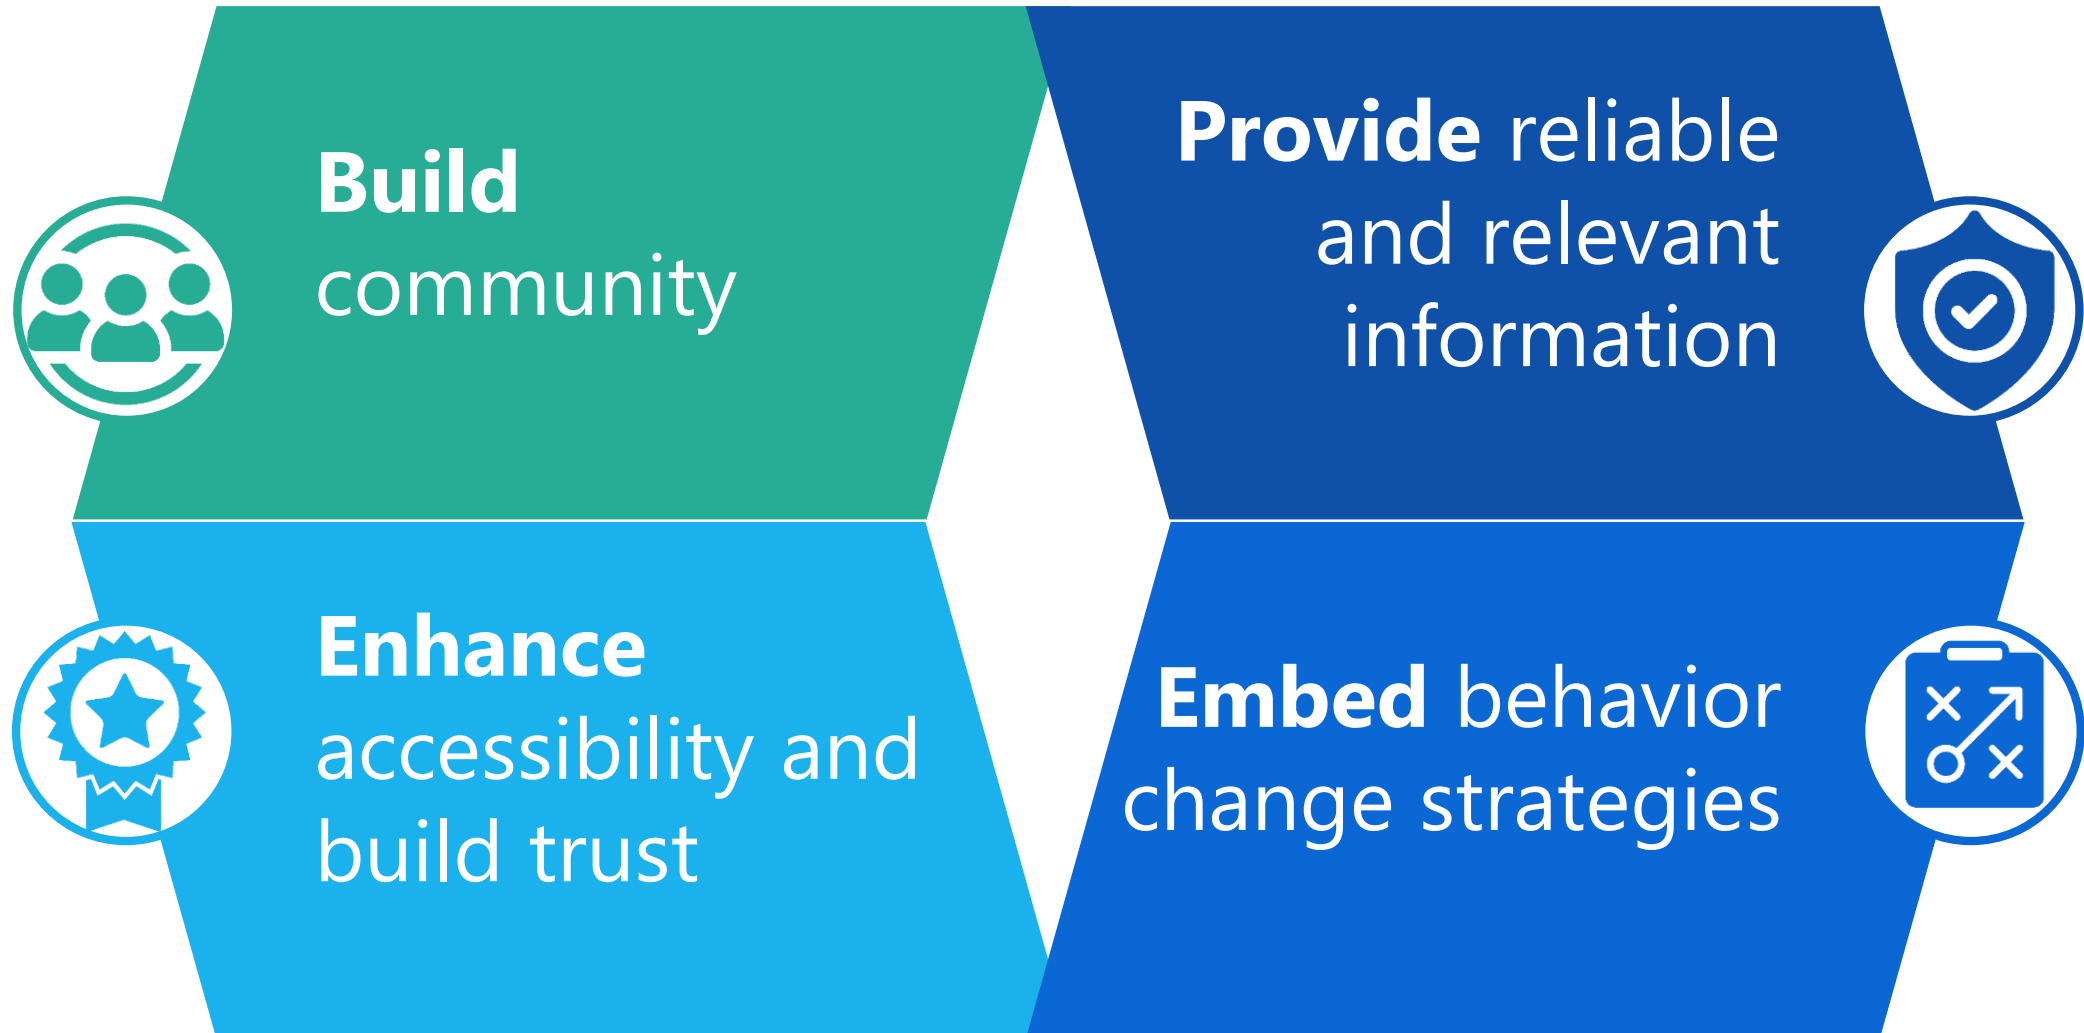 Build
community
Provide reliable
and relevant
information
Enhance
accessibility and
build trust
Embed behavior
change strategies